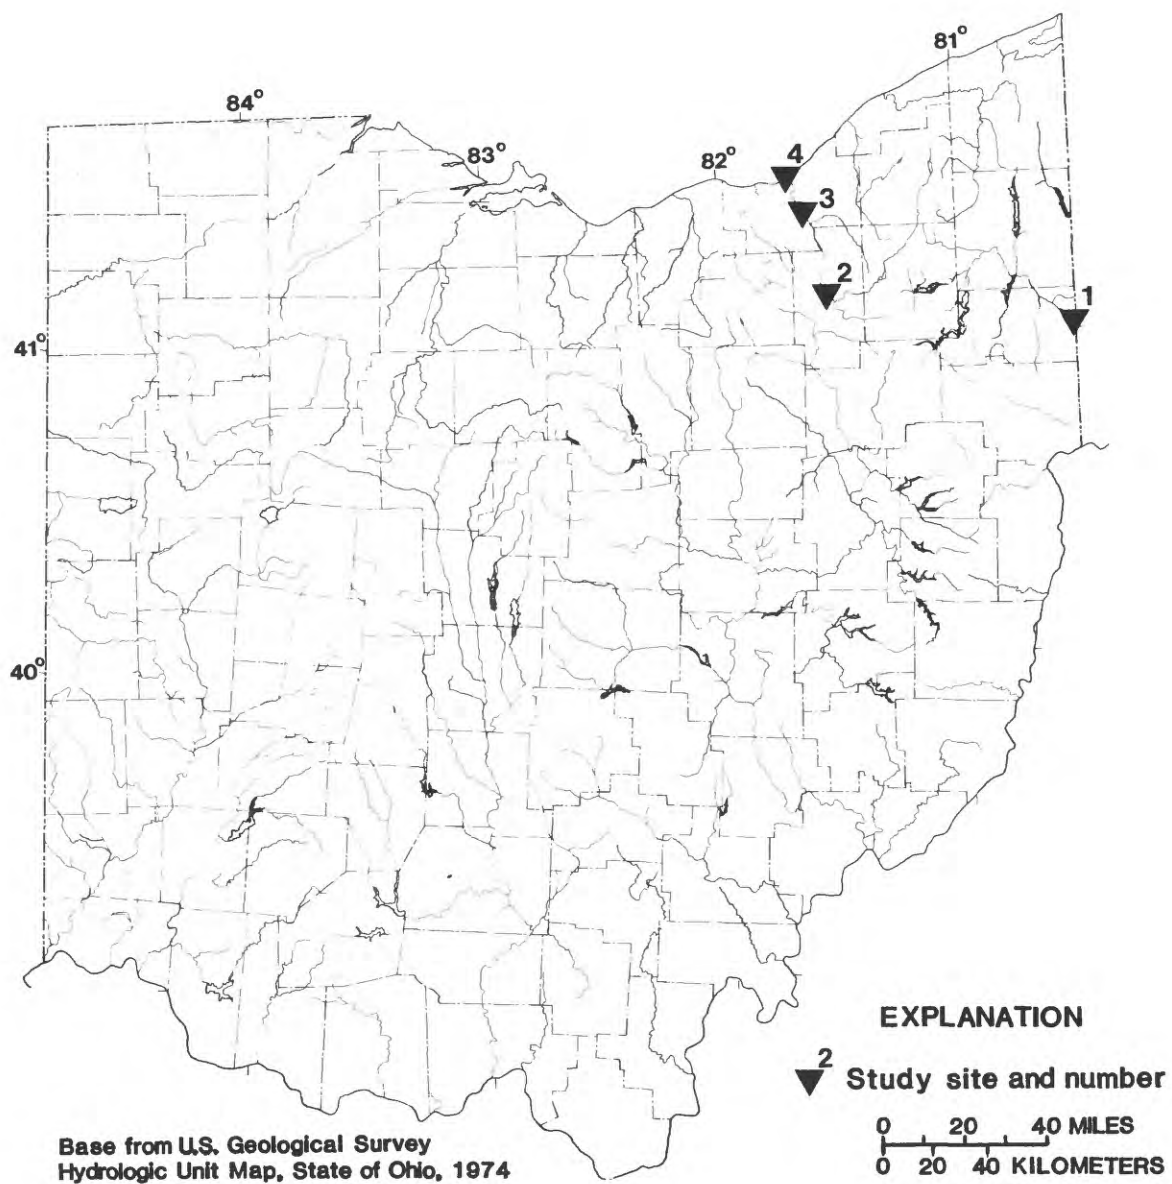 81°
84°
83°
82°
4
3
2
1
41°
40°
EXPLANATION
2
Study site and number
0 20 40 MILES
0 20 40 KILOMETERS
Base from U.S. Geological Survey
Hydrologic Unit Map, State of Ohio, 1974